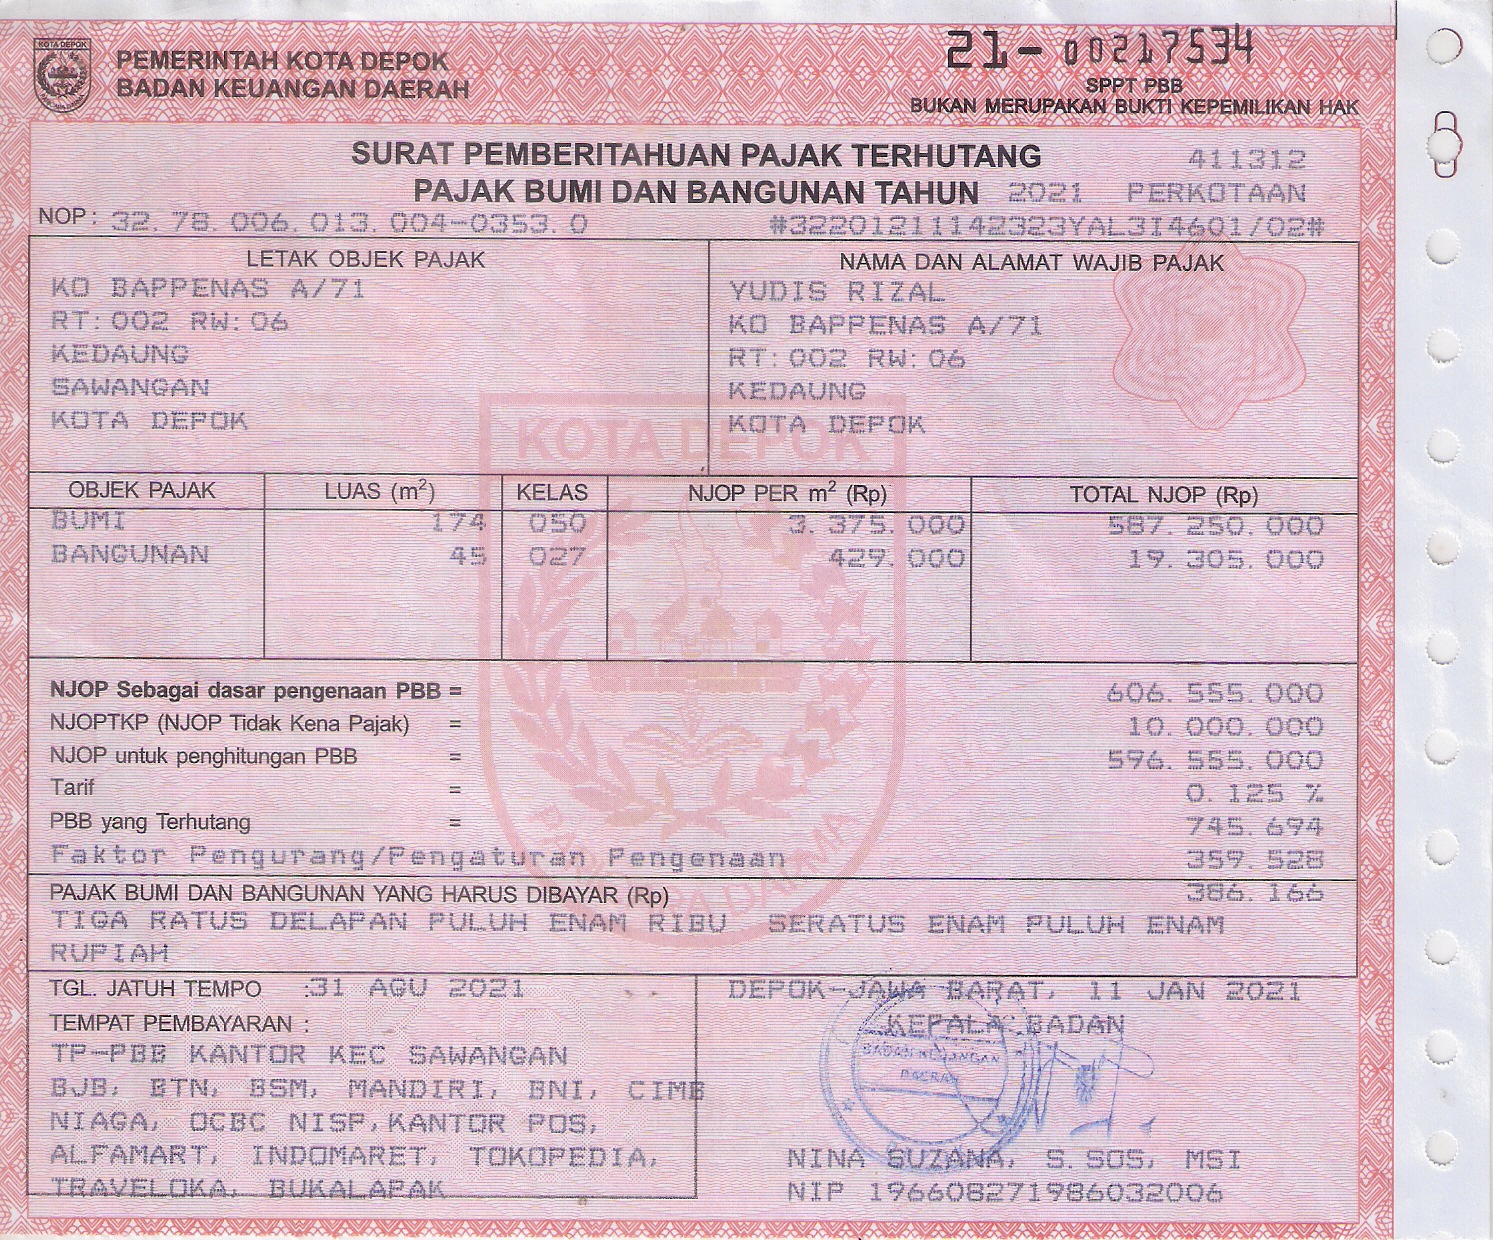 KOTA DEPOK
PEMERINTAH KOTA DEPOK
BADAN KEUANGAN DAERAH
21- 00217534
SPPT PBB
BUKAN MERUPAKAN BUKTI KEPEMILIKAN HAK
SURAT PEMBERITAHUAN PAJAK TERHUTANG 411312
PAJAK BUMI DAN BANGUNAN TAHUN 2021 PERKOTAAN
NOP : 32. 78. 006. 013. 004-0353. 0 #32201211142323YAL3I4601/02#
LETAK OBJEK PAJAK
KO BAPPENAS A/71
RT: 002 RW: 06
KEDAUNG
SAWANGAN
KOTA DEPOK
NAMA DAN ALAMAT WAJIB PAJAK
YUDIS RIZAL
KO BAPPENAS A/71
RT: 002 RW: 06
KEDAUNG
KOTA DEPOK
KOTA DEPOK
OBJEK PAJAK LUAS (m²) KELAS NJOP PER m² (Rp) TOTAL NJOP (Rp)
BUMI 174 050 3. 375. 000 587. 250. 000
BANGUNAN 45 027 429. 000 19. 305. 000
NJOP Sebagai dasar pengenaan PBB = 606. 555. 000
NJOPTKP (NJOP Tidak Kena Pajak) = 10. 000. 000
NJOP untuk penghitungan PBB = 596. 555. 000
Tarif = 0. 125 %
PBB yang Terhutang = 745. 694
Faktor Pengurang/Pengaturan Pengenaan 359. 528
PAJAK BUMI DAN BANGUNAN YANG HARUS DIBAYAR (Rp) 386. 166
TIGA RATUS DELAPAN PULUH ENAM RIBU SERATUS ENAM PULUH ENAM
RUPIAH
TGL. JATUH TEMPO :31 AGU 2021
TEMPAT PEMBAYARAN :
TP-PBB KANTOR KEC SAWANGAN
BJB, BTN, BSM, MANDIRI, BNI, CIMB
NIAGA, OCBC NISP, KANTOR POS,
ALFAMART, INDOMARET, TOKOPEDIA,
TRAVELOKA, BUKALAPAK
DEPOK-JAWA BARAT, 11 JAN 2021
KEPALA BADAN
BADAN KEUANGAN
DAERAH
NINA SUZANA, S. SOS, MSI
NIP 196608271986032006